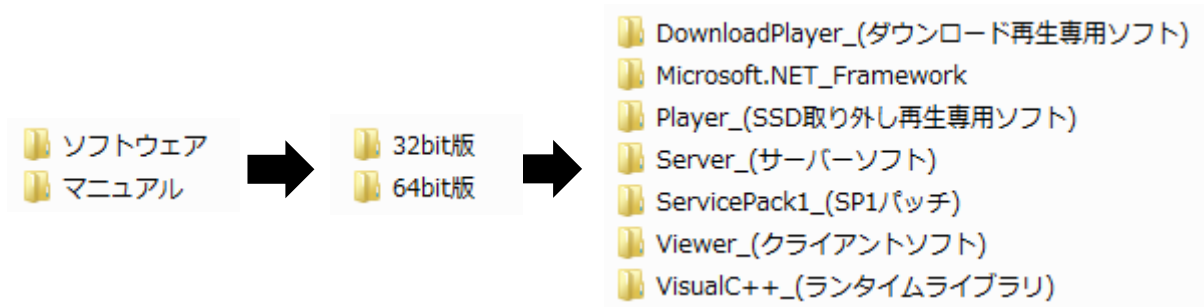 ソフトウェア
マニュアル
32bit版
64bit版
DownloadPlayer_(ダウンロード再生専用ソフト)
Microsoft.NET_Framework
Player_(SSD取り外し再生専用ソフト)
Server_(サーバーソフト)
ServicePack1_(SP1パッチ)
Viewer_(クライアントソフト)
VisualC++_(ランタイムライブラリ)